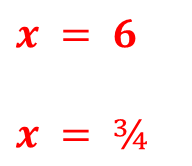 x = 6
x = ¾